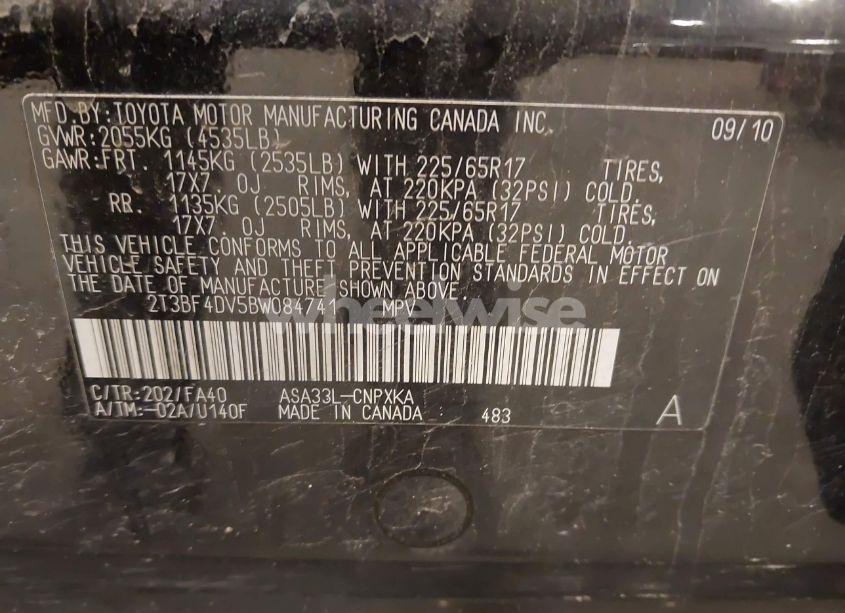 MFD.BY:TOYOTA MOTOR MANUFACTURING CANADA INC. 09/10
GVWR:2055KG (4535LB)
GAWR:FRT. 1145KG (2535LB) WITH 225/65R17 TIRES,
17X7. 0J RIMS, AT 220KPA (32PSI) COLD.
RR. 1135KG (2505LB) WITH 225/65R17 TIRES,
17X7 0J RIMS, AT 220KPA (32PSI) COLD.
THIS VEHICLE CONFORMS TO ALL APPLICABLE FEDERAL MOTOR
VEHICLE SAFETY AND THEFT PREVENTION STANDARDS IN EFFECT ON
THE DATE OF MANUFACTURE SHOWN ABOVE.
2T3BF4DV5BW084741 MPV
wheelwise
C/TR:202/FA40 ASA33L-CNPXKA
A/TM:-02A/U140F MADE IN CANADA 483 A